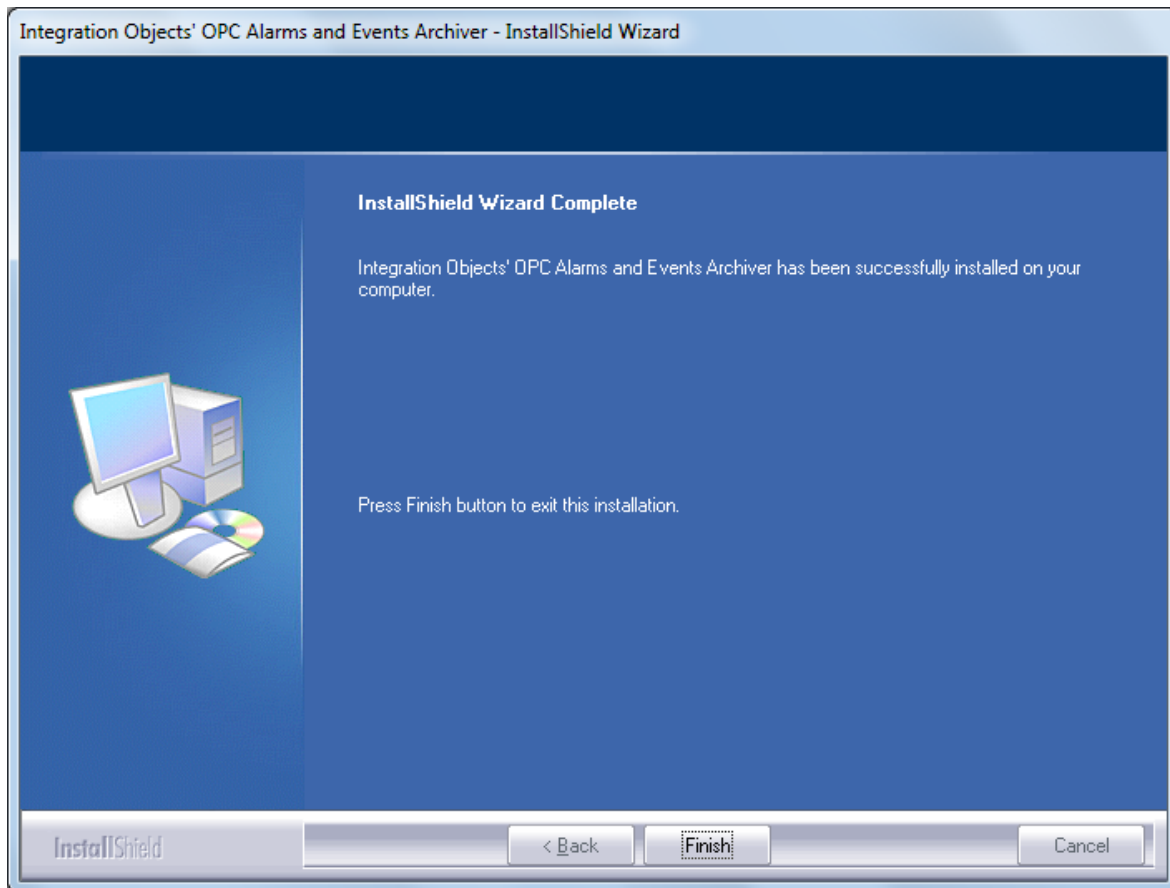 Integration Objects' OPC Alarms and Events Archiver - InstallShield Wizard
InstallShield Wizard Complete
Integration Objects' OPC Alarms and Events Archiver has been successfully installed on your
computer.
Press Finish button to exit this installation.
InstallShield
< Back
Finish
Cancel